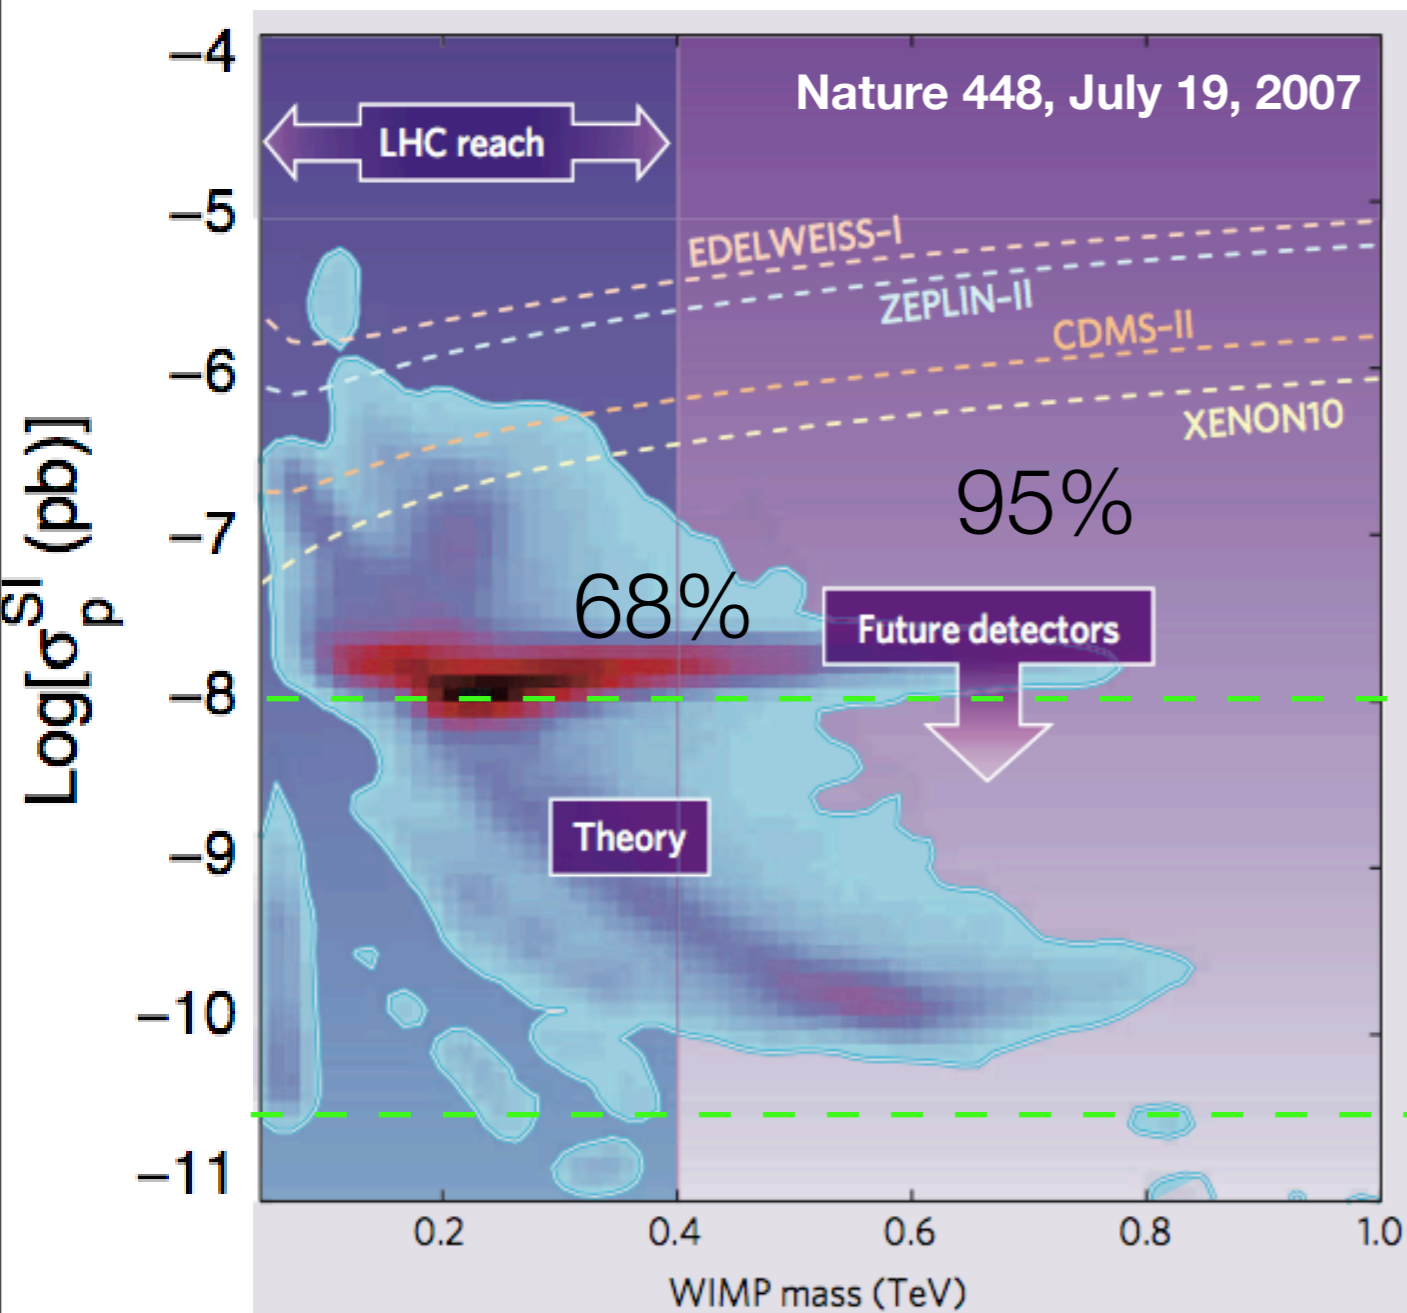 Nature 448, July 19, 2007
LHC reach
EDELWEISS-I
ZEPLIN-II
CDMS-II
XENON10
95%
68%
Future detectors
Theory
Log[σ_p^SI (pb)]
−4
−5
−6
−7
−8
−9
−10
−11
0.2 0.4 0.6 0.8 1.0
WIMP mass (TeV)